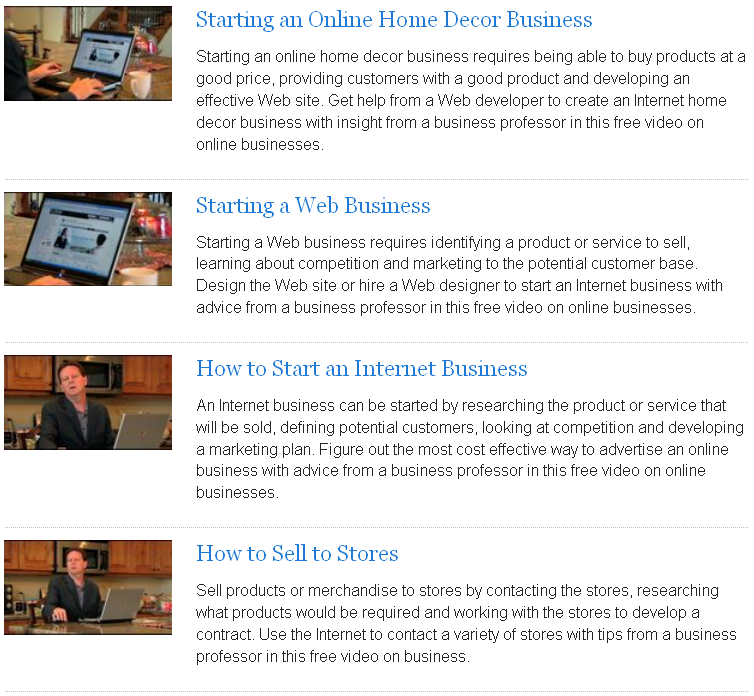 Starting an Online Home Decor Business
Starting an online home decor business requires being able to buy products at a
good price, providing customers with a good product and developing an
effective Web site. Get help from a Web developer to create an Internet home
decor business with insight from a business professor in this free video on
online businesses.
Starting a Web Business
Starting a Web business requires identifying a product or service to sell,
learning about competition and marketing to the potential customer base.
Design the Web site or hire a Web designer to start an Internet business with
advice from a business professor in this free video on online businesses.
How to Start an Internet Business
An Internet business can be started by researching the product or service that
will be sold, defining potential customers, looking at competition and developing
a marketing plan. Figure out the most cost effective way to advertise an online
business with advice from a business professor in this free video on online
businesses.
How to Sell to Stores
Sell products or merchandise to stores by contacting the stores, researching
what products would be required and working with the stores to develop a
contract. Use the Internet to contact a variety of stores with tips from a business
professor in this free video on business.